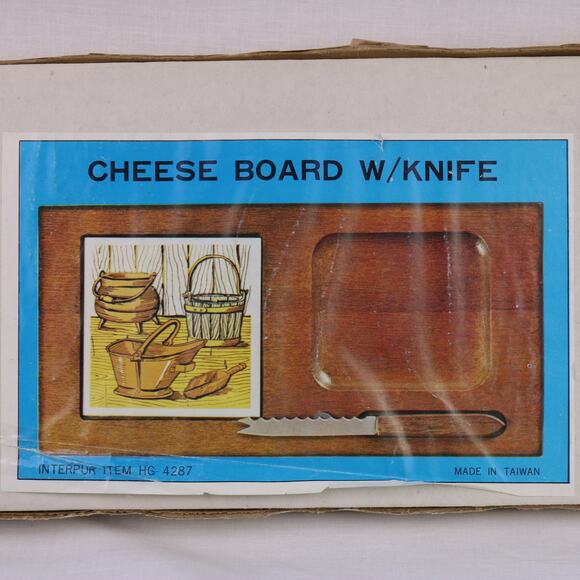 CHEESE BOARD W/KNIFE
INTERPUR ITEM HG-4287
MADE IN TAIWAN